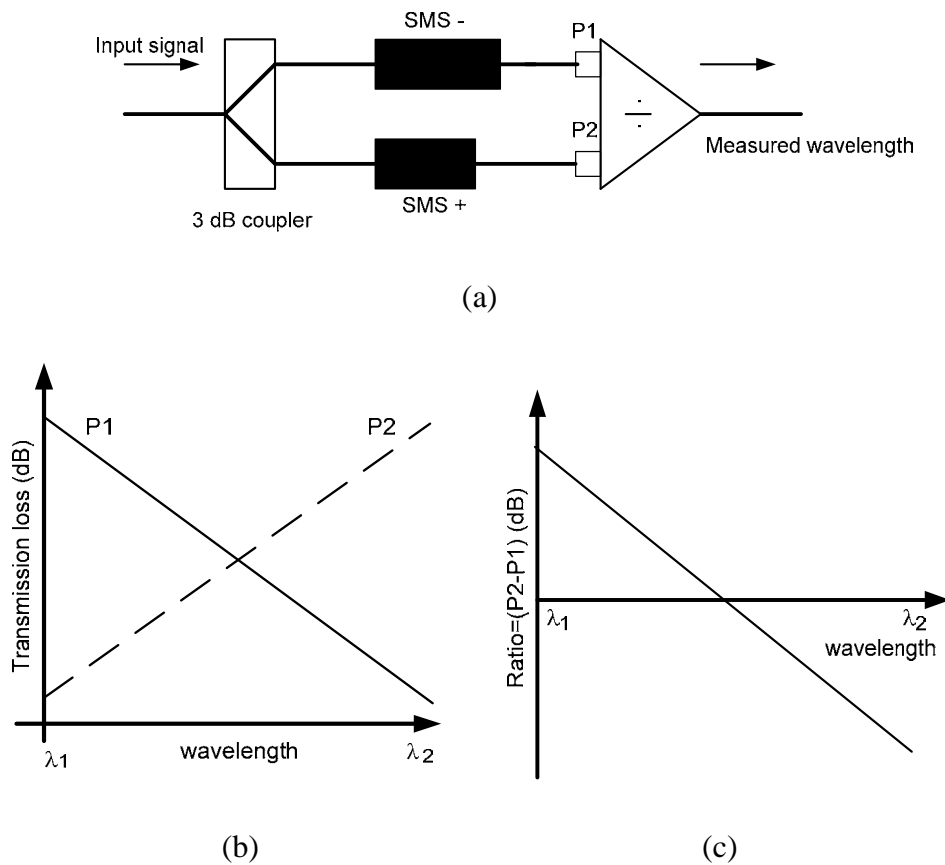 SMS -
Input signal
P1
÷
P2
Measured wavelength
SMS +
3 dB coupler
(a)
P1
P2
Transmission loss (dB)
λ1
wavelength
λ2
(b)
Ratio=(P2-P1) (dB)
λ1
λ2
wavelength
(c)